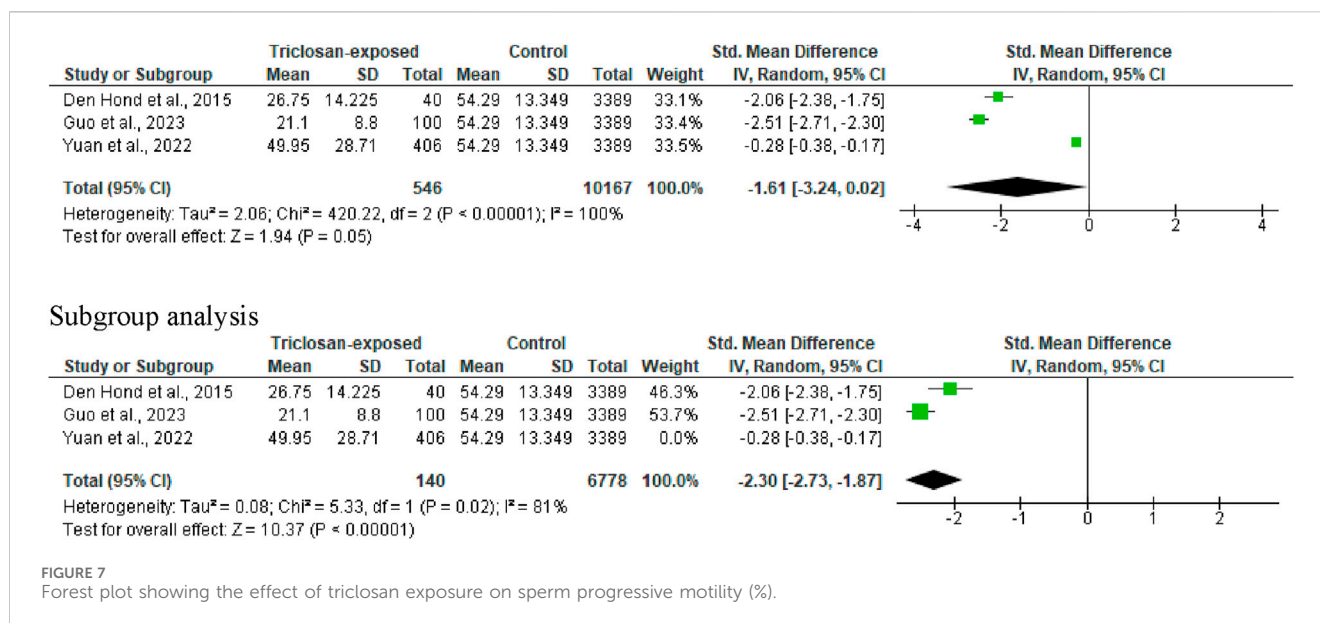 Triclosan-exposed Control Std. Mean Difference Std. Mean Difference
Study or Subgroup Mean SD Total Mean SD Total Weight IV, Random, 95% CI IV, Random, 95% CI
Den Hond et al., 2015 26.75 14.225 40 54.29 13.349 3389 33.1% -2.06 [-2.38, -1.75]
Guo et al., 2023 21.1 8.8 100 54.29 13.349 3389 33.4% -2.51 [-2.71, -2.30]
Yuan et al., 2022 49.95 28.71 406 54.29 13.349 3389 33.5% -0.28 [-0.38, -0.17]
Total (95% CI) 546 10167 100.0% -1.61 [-3.24, 0.02]
Heterogeneity: Tau² = 2.06; Chi² = 420.22, df = 2 (P < 0.00001); I² = 100%
Test for overall effect: Z = 1.94 (P = 0.05)
-4 -2 0 2 4
Subgroup analysis
Triclosan-exposed Control Std. Mean Difference Std. Mean Difference
Study or Subgroup Mean SD Total Mean SD Total Weight IV, Random, 95% CI IV, Random, 95% CI
Den Hond et al., 2015 26.75 14.225 40 54.29 13.349 3389 46.3% -2.06 [-2.38, -1.75]
Guo et al., 2023 21.1 8.8 100 54.29 13.349 3389 53.7% -2.51 [-2.71, -2.30]
Yuan et al., 2022 49.95 28.71 406 54.29 13.349 3389 0.0% -0.28 [-0.38, -0.17]
Total (95% CI) 140 6778 100.0% -2.30 [-2.73, -1.87]
Heterogeneity: Tau² = 0.08; Chi² = 5.33, df = 1 (P = 0.02); I² = 81%
Test for overall effect: Z = 10.37 (P < 0.00001)
-2 -1 0 1 2
FIGURE 7
Forest plot showing the effect of triclosan exposure on sperm progressive motility (%).